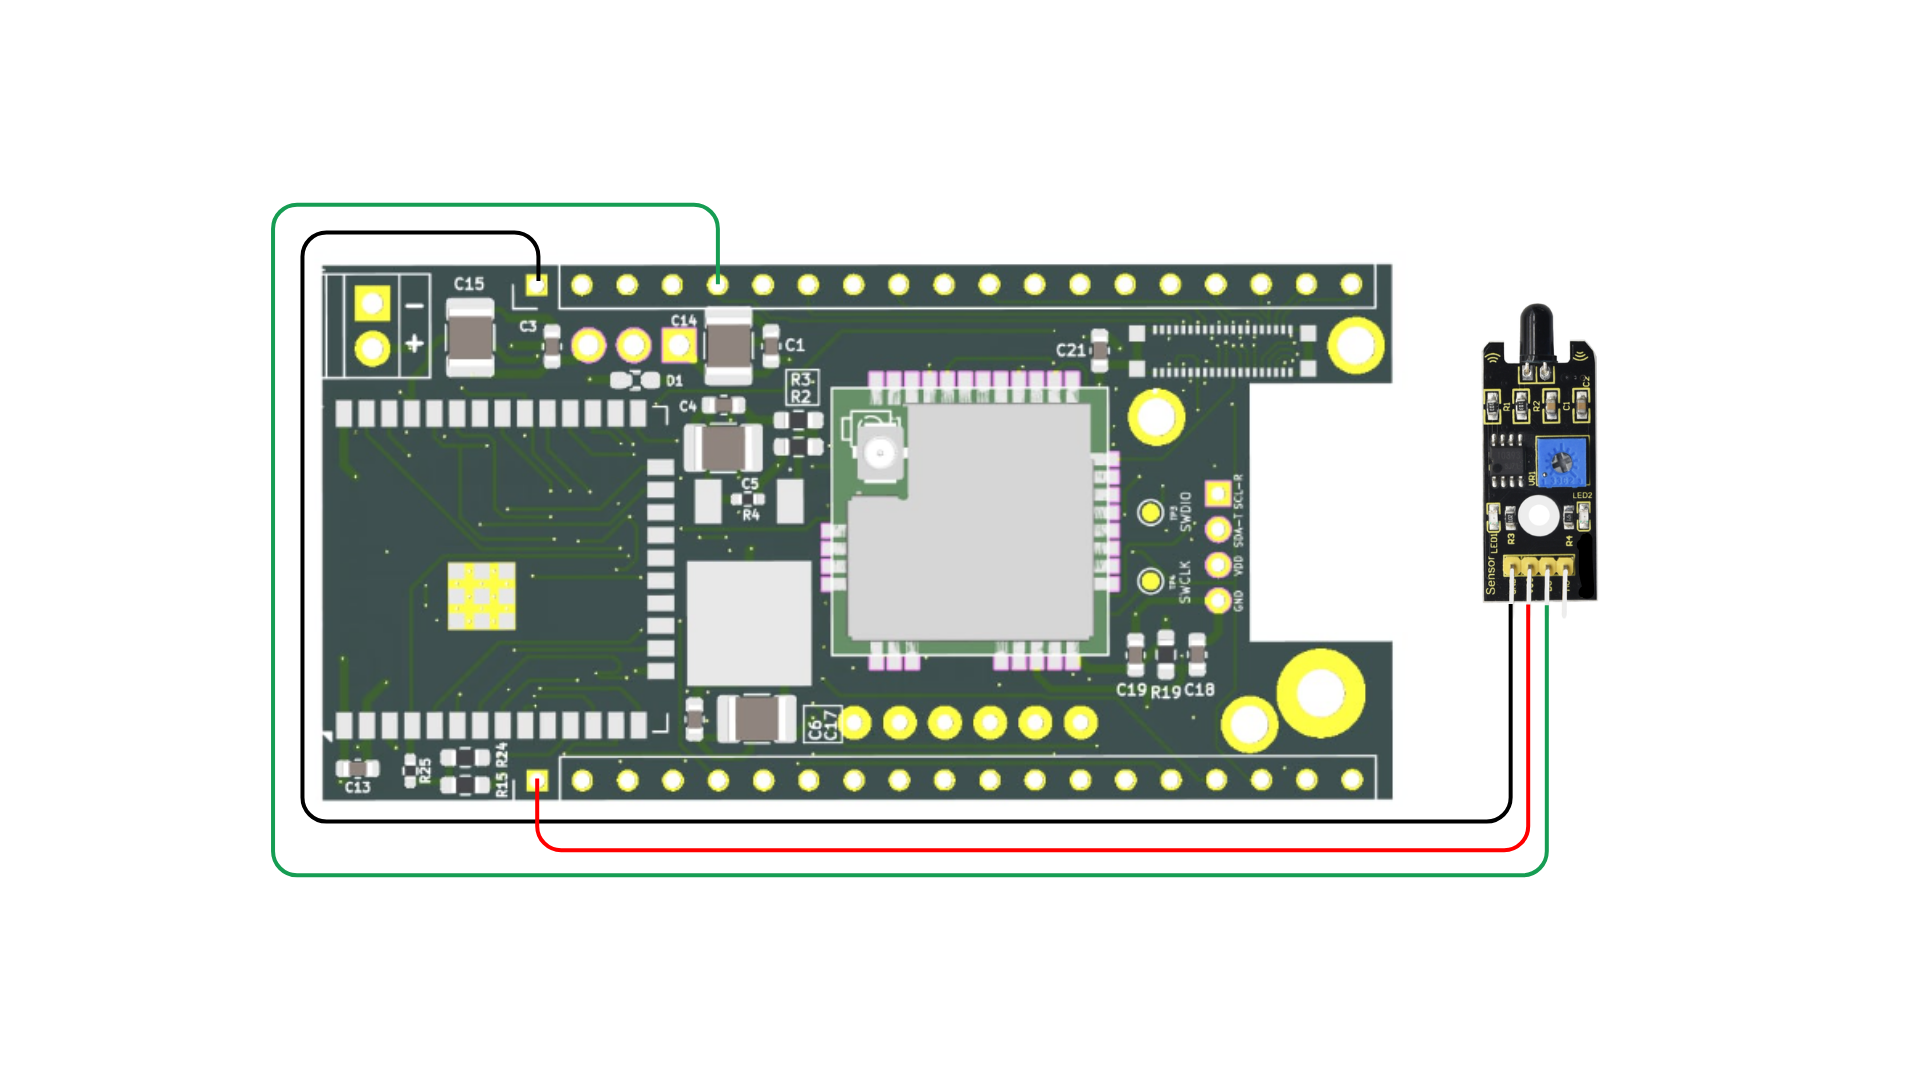 C15
C3
C14
C1
D1
C4
R3
R2
C5
R4
C21
SWDIO
SWCLK
SCL-R
SDA-T
VDD
GND
C19
R19
C18
C6
C17
C13
R25
R24
R15
−
+
TP3
TP4
C2
R1
R2
C1
VR1
LED2
LED1
R3
R4
Sensor